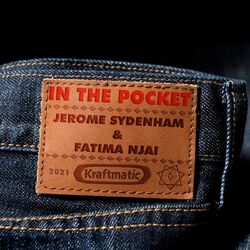 IN THE POCKET
JEROME SYDENHAM
&
FATIMA NJAI
2021 Kraftmatic